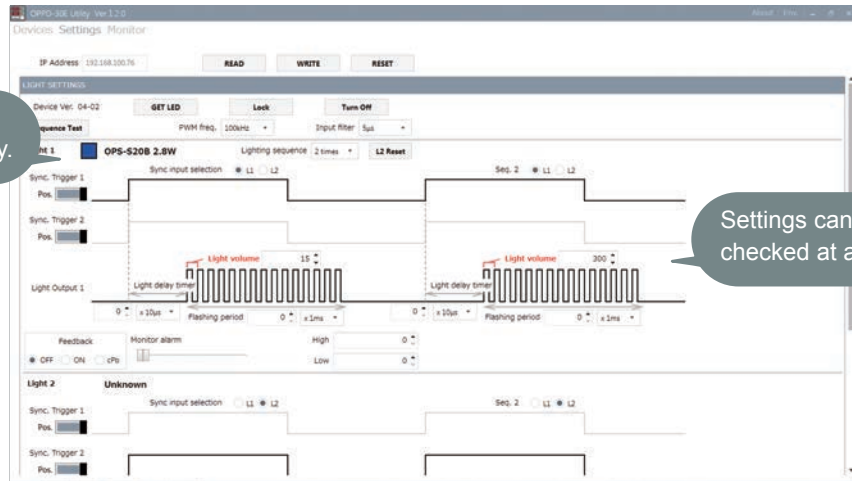 OPPD-30E Utility Ver 1.2.0
About
Devices Settings Monitor
IP Address 192.168.100.76 READ WRITE RESET
LIGHT SETTINGS
Device Ver. 04-02 GET LED Lock Turn Off
quence Test PWM freq. 100kHz Input filter 5µs
y.
ht 1 OPS-S20B 2.8W Lighting sequence 2 times L2 Reset
Sync input selection L1 L2 Seq. 2 L1 L2
Sync. Trigger 1
Pos.
Sync. Trigger 2
Pos.
Settings can
checked at a
Light volume 15 Light volume 300
Light Output 1 Light delay timer Light delay timer
0 x 10µs Flashing period 0 x1ms 0 x 10µs Flashing period 0 x1ms
Feedback Monitor alarm High 0
OFF ON cPb Low 0
Light 2 Unknown
Sync input selection L1 L2 Seq. 2 L1 L2
Sync. Trigger 1
Pos.
Sync. Trigger 2
Pos.